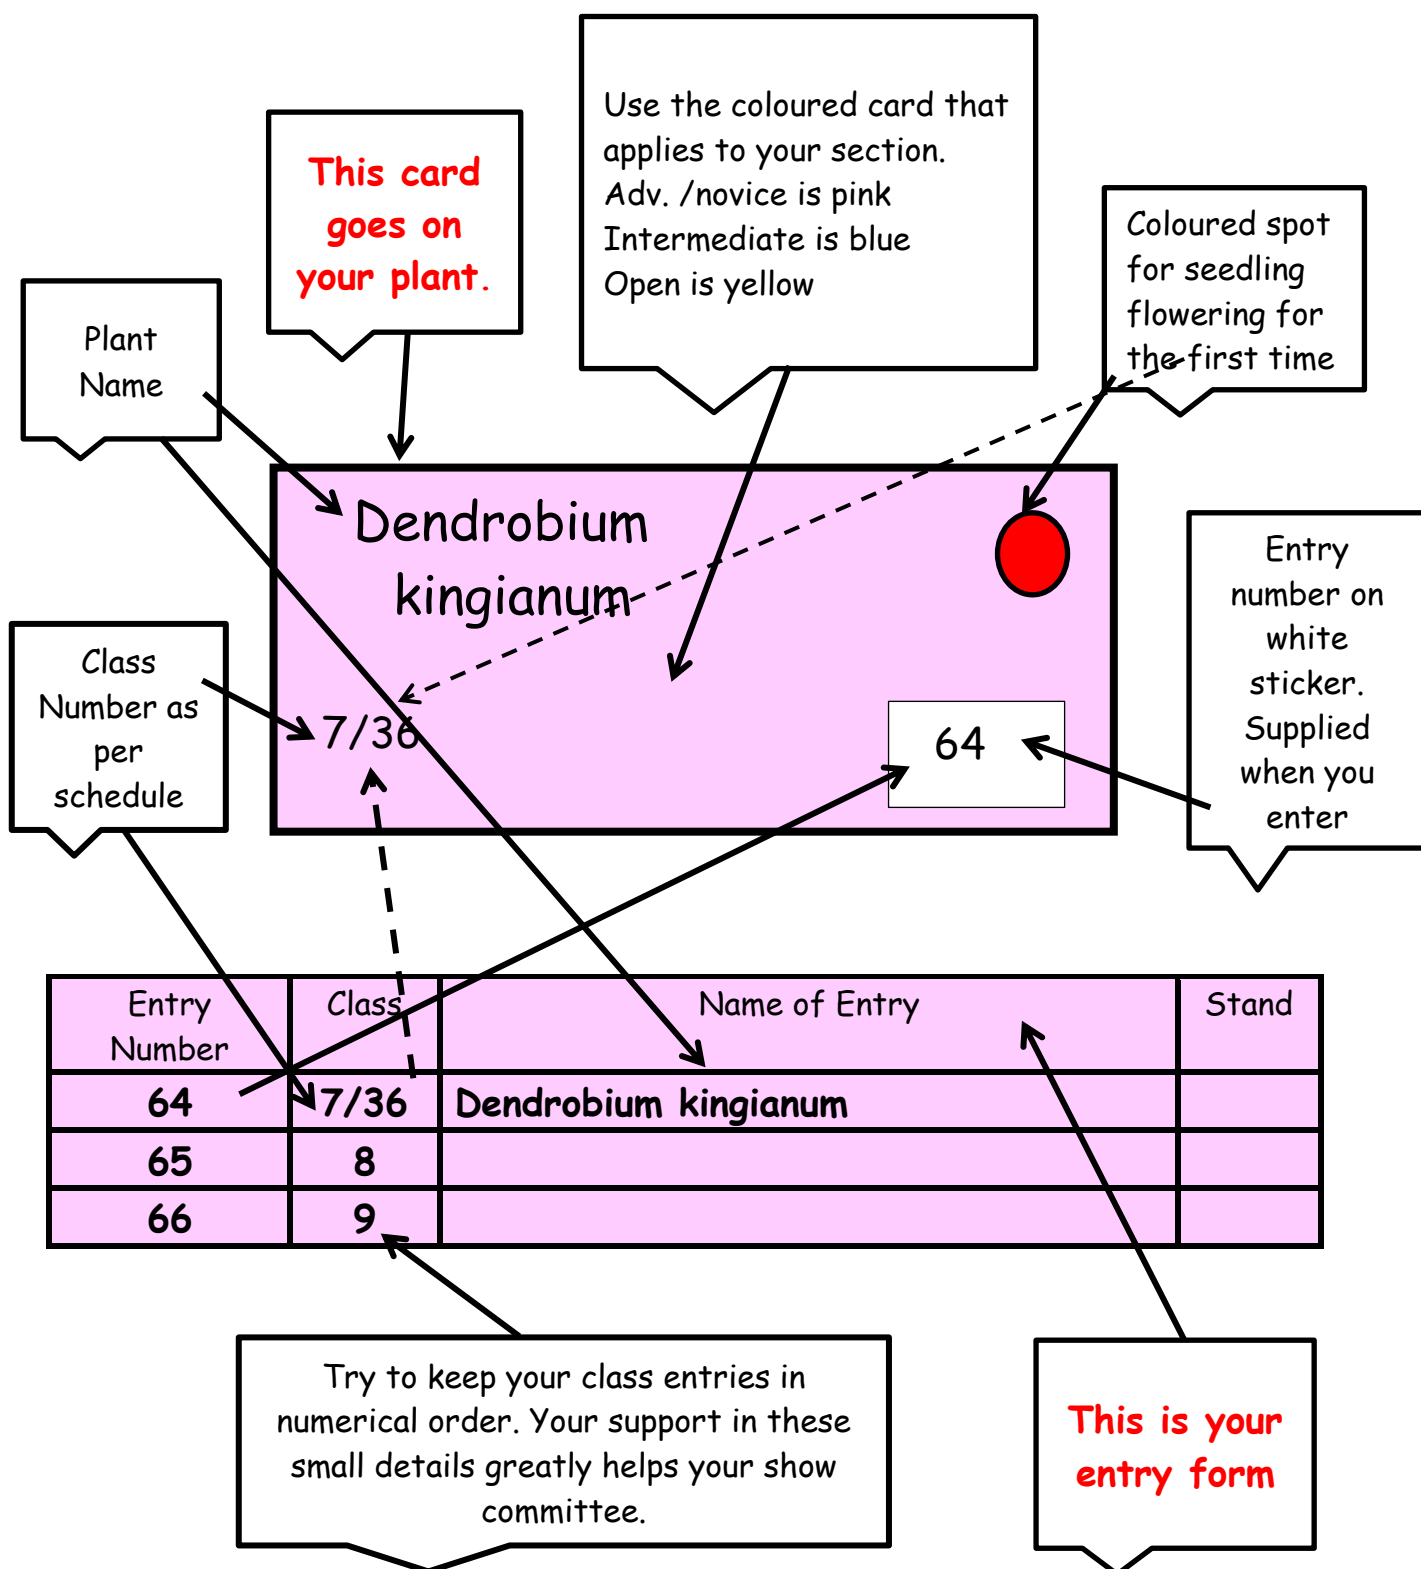 Use the coloured card that
applies to your section.
Adv. /novice is pink
Intermediate is blue
Open is yellow
This card
goes on
your plant.
Coloured spot
for seedling
flowering for
the first time
Plant
Name
Dendrobium
kingianum
Entry
number on
white
sticker.
Supplied
when you
enter
Class
Number as
per
schedule
7/36
64
Entry
Number
Class
Name of Entry
Stand
64 7/36 Dendrobium kingianum
65 8
66 9
Try to keep your class entries in
numerical order. Your support in these
small details greatly helps your show
committee.
This is your
entry form